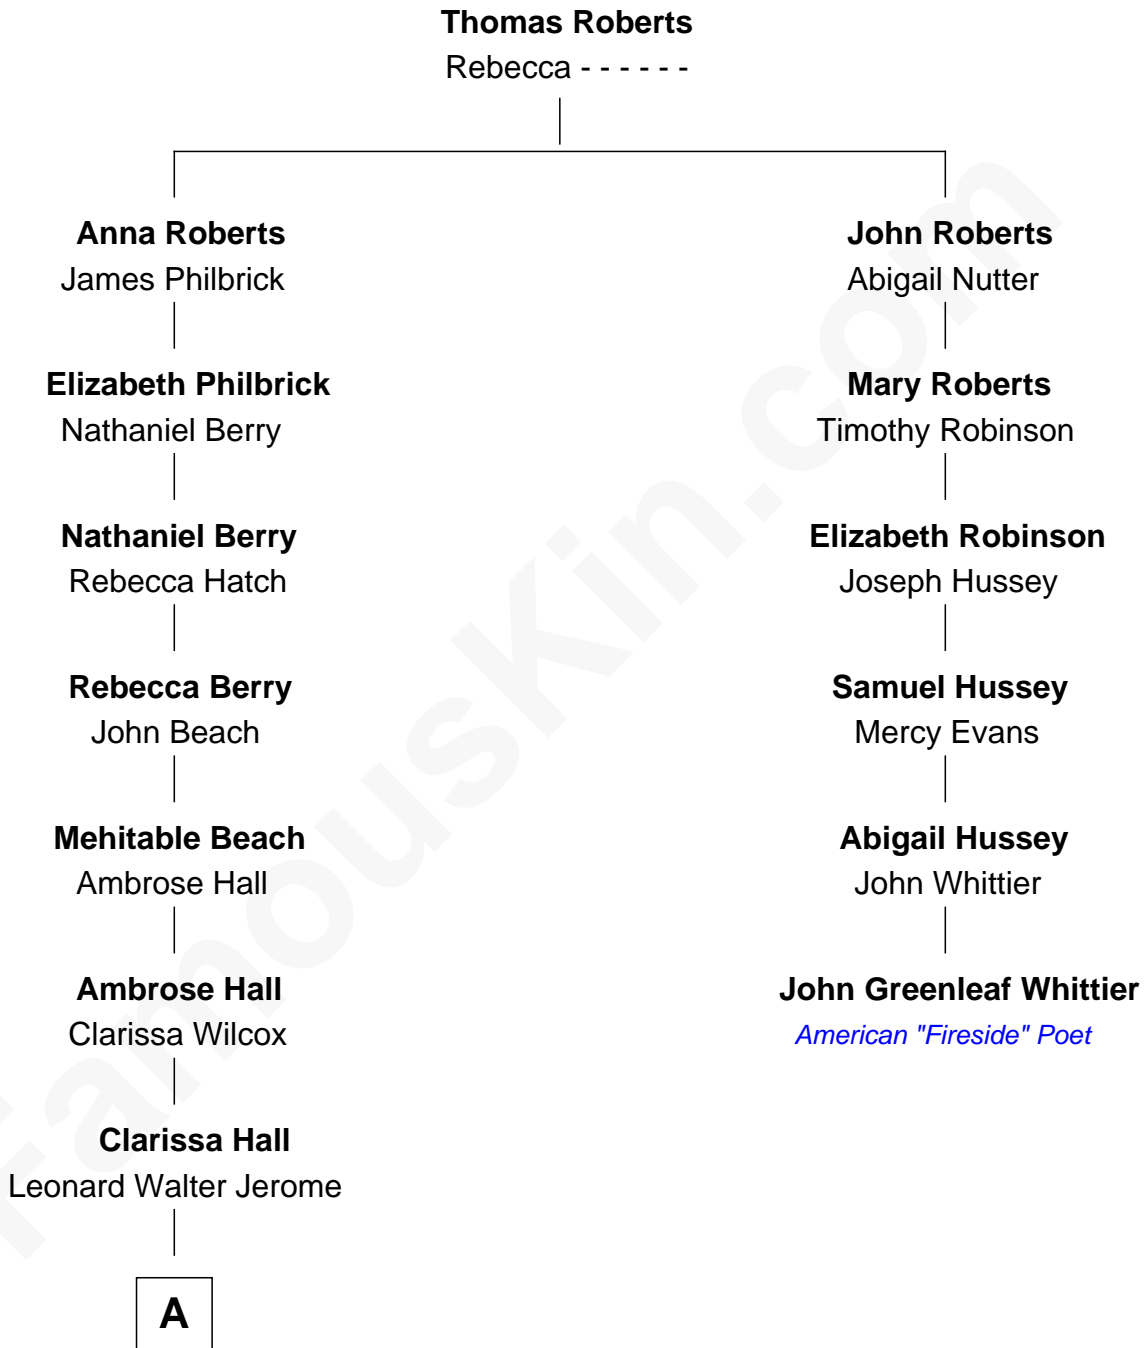 Thomas Roberts
Rebecca - - - - - -
Anna Roberts
James Philbrick
Elizabeth Philbrick
Nathaniel Berry
Nathaniel Berry
Rebecca Hatch
Rebecca Berry
John Beach
Mehitable Beach
Ambrose Hall
Ambrose Hall
Clarissa Wilcox
Clarissa Hall
Leonard Walter Jerome
A
John Roberts
Abigail Nutter
Mary Roberts
Timothy Robinson
Elizabeth Robinson
Joseph Hussey
Samuel Hussey
Mercy Evans
Abigail Hussey
John Whittier
John Greenleaf Whittier
American "Fireside" Poet
FamousKin.com